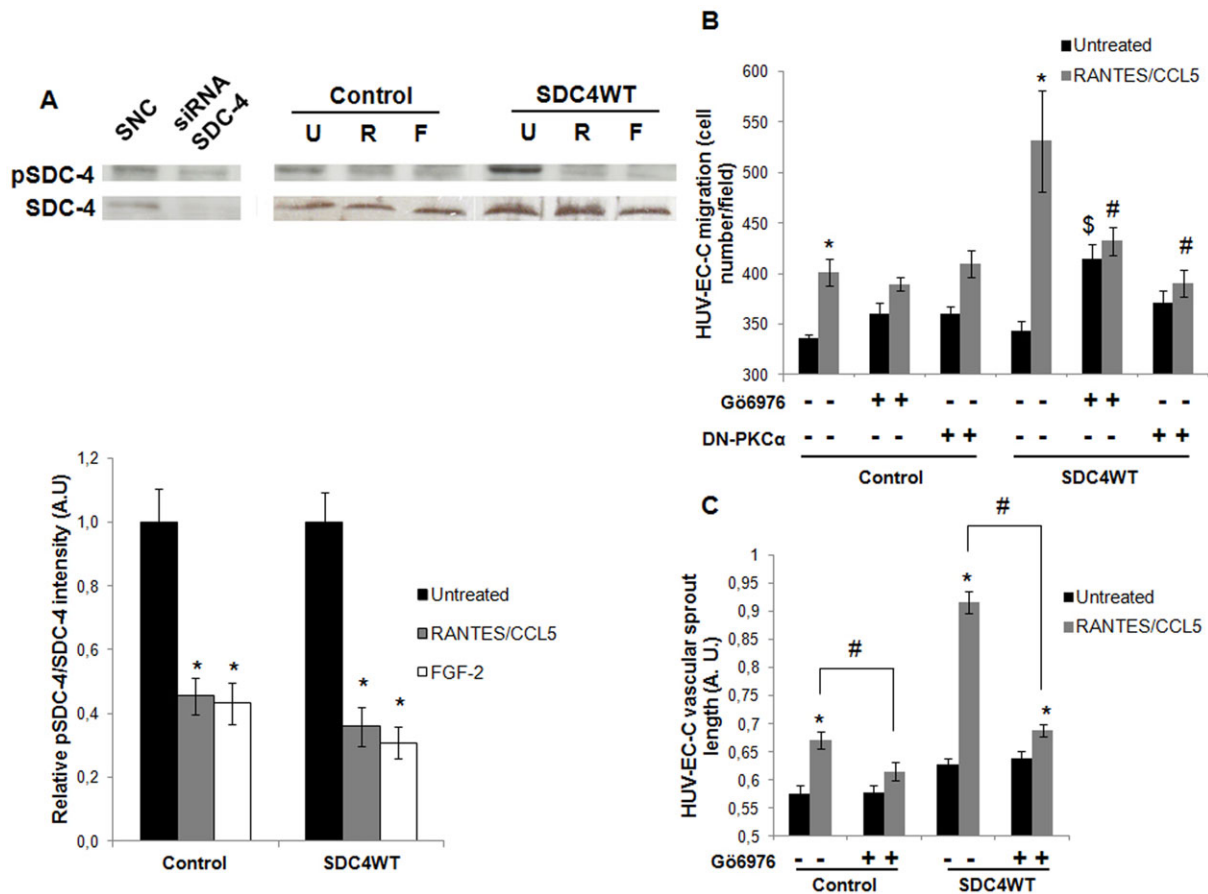 A
SNC
siRNA
SDC-4
Control
SDC4WT
U R F U R F
pSDC-4
SDC-4
Relative pSDC-4/SDC-4 intensity (A.U)
1,2
1,0
0,8
0,6
0,4
0,2
0,0
* *
* *
Untreated
RANTES/CCL5
FGF-2
Control SDC4WT
B
Untreated
RANTES/CCL5
HUV-EC-C migration (cell
number/field)
600
550
500
450
400
350
300
* * $ # #
Gö6976 - - + + - - - - + + - -
DN-PKCα - - - - + + - - - - + +
Control SDC4WT
C
HUV-EC-C vascular sprout
length (A. U.)
1
0,95
0,9
0,85
0,8
0,75
0,7
0,65
0,6
0,55
0,5
Untreated
RANTES/CCL5
# #
* * *
Gö6976 - - + + - - + +
Control SDC4WT